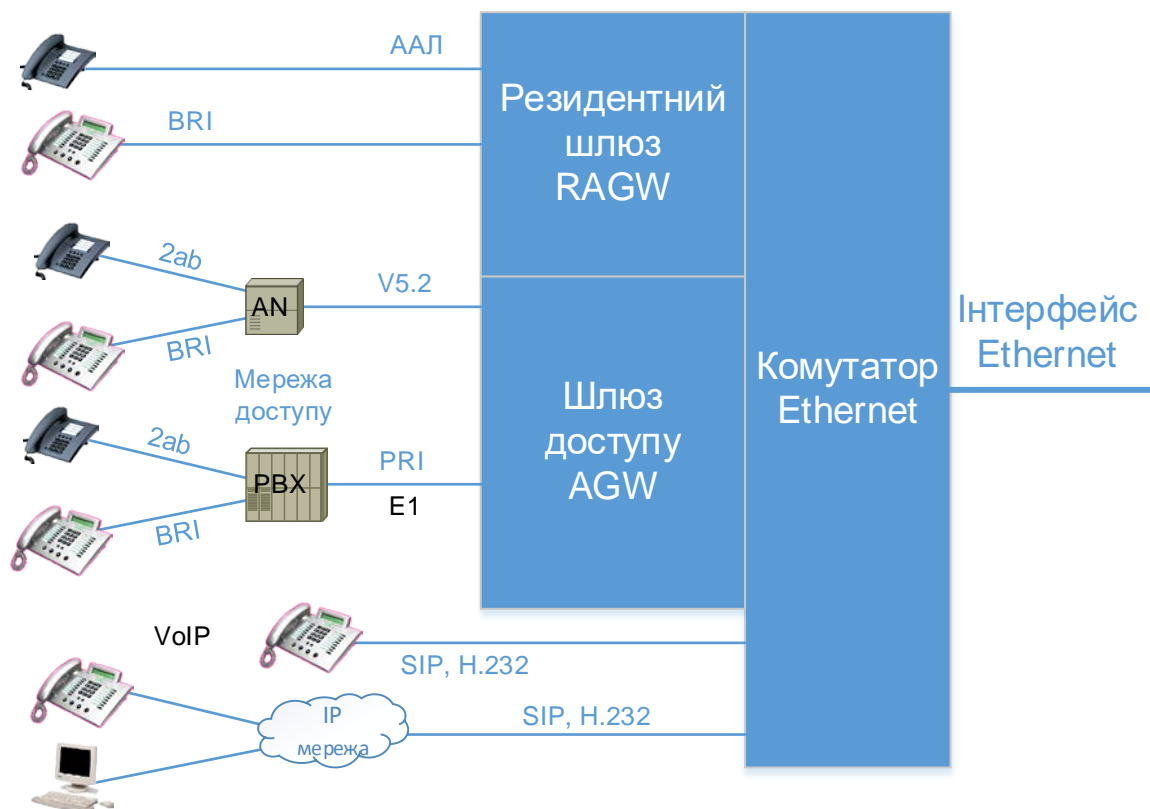 ААЛ
BRI
Резидентний
шлюз
RAGW
2ab
AN
V5.2
BRI
Мережа
доступу
2ab
PBX
PRI
E1
BRI
Шлюз
доступу
AGW
Комутатор
Ethernet
Інтерфейс
Ethernet
VoIP
SIP, H.232
IP
мережа
SIP, H.232